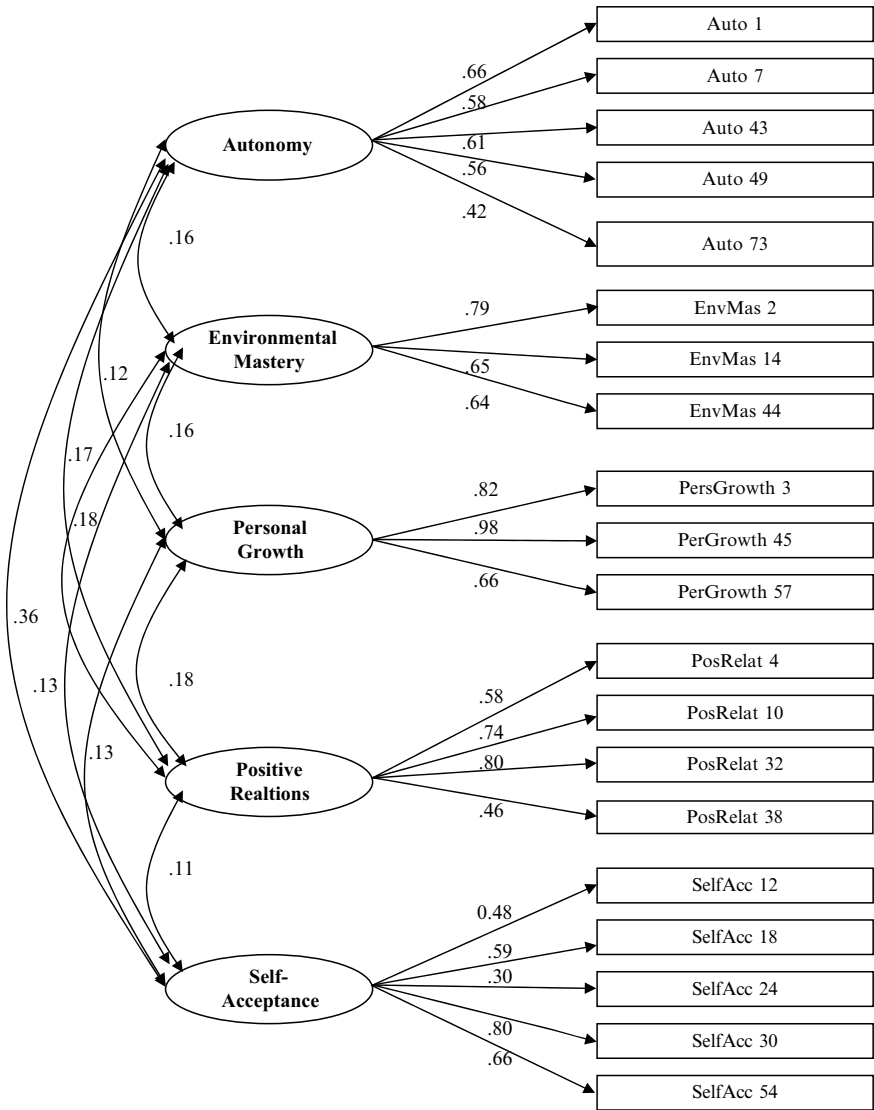 Auto 1
.66
Auto 7
.58
Autonomy
Auto 43
.61
Auto 49
.56
.42
Auto 73
.16
EnvMas 2
.79
Environmental
Mastery
EnvMas 14
.65
.12
EnvMas 44
.64
.16
.17
PersGrowth 3
.82
.18
Personal
Growth
.98
PerGrowth 45
.66
PerGrowth 57
.36
PosRelat 4
.18
.13
.58
PosRelat 10
.74
.13
Positive
Realtions
.80
PosRelat 32
.46
PosRelat 38
.11
SelfAcc 12
0.48
SelfAcc 18
.59
Self-
Acceptance
.30
SelfAcc 24
.80
SelfAcc 30
.66
SelfAcc 54